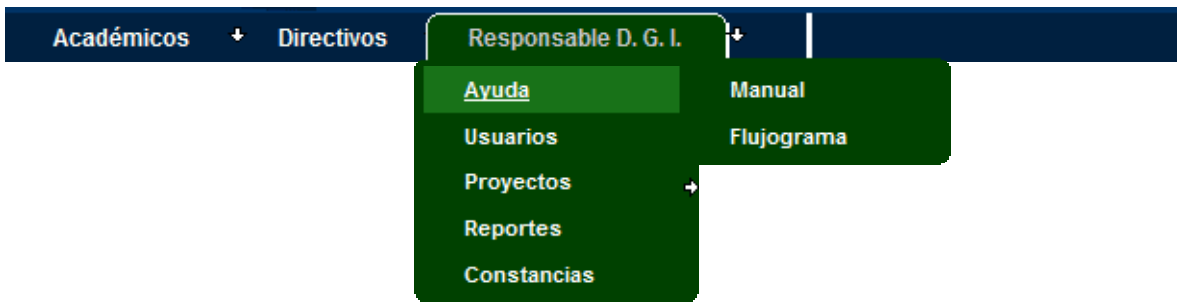 Académicos Directivos Responsable D. G. I.
Ayuda Manual
Usuarios Flujograma
Proyectos
Reportes
Constancias